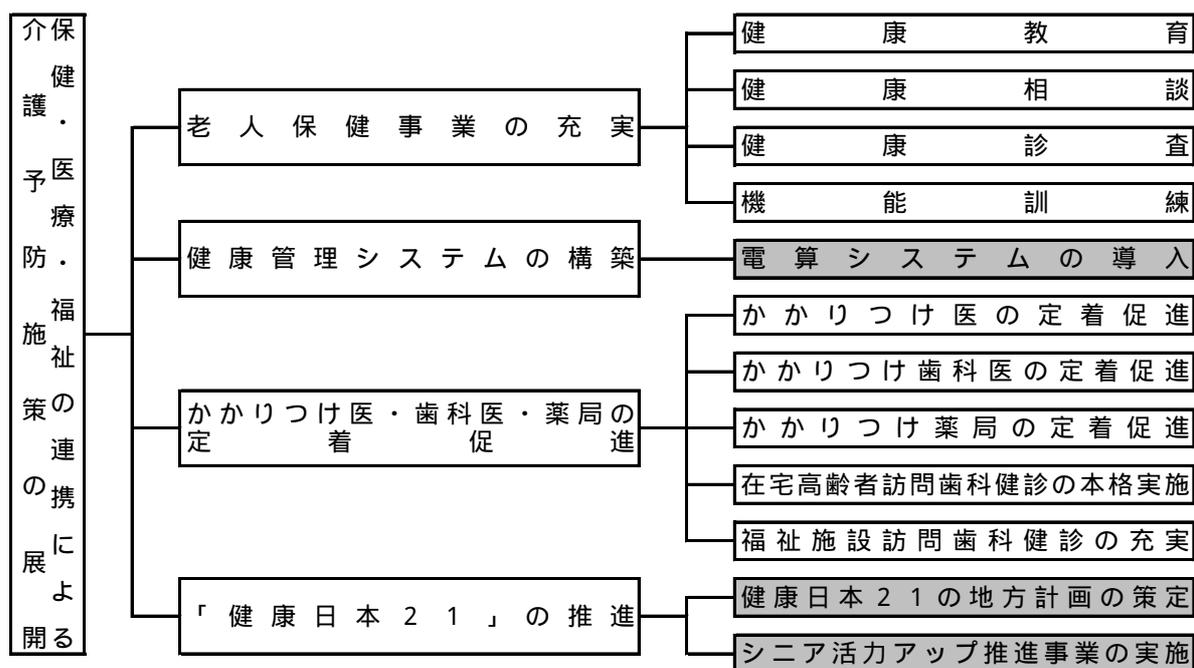 保健・医療・福祉の連携による
介護予防施策の展開
老人保健事業の充実
健康教育
健康相談
健康診査
機能訓練
健康管理システムの構築
電算システムの導入
かかりつけ医・歯科医・薬局の
定着促進
かかりつけ医の定着促進
かかりつけ歯科医の定着促進
かかりつけ薬局の定着促進
在宅高齢者訪問歯科健診の本格実施
福祉施設訪問歯科健診の充実
「健康日本21」の推進
健康日本21の地方計画の策定
シニア活力アップ推進事業の実施